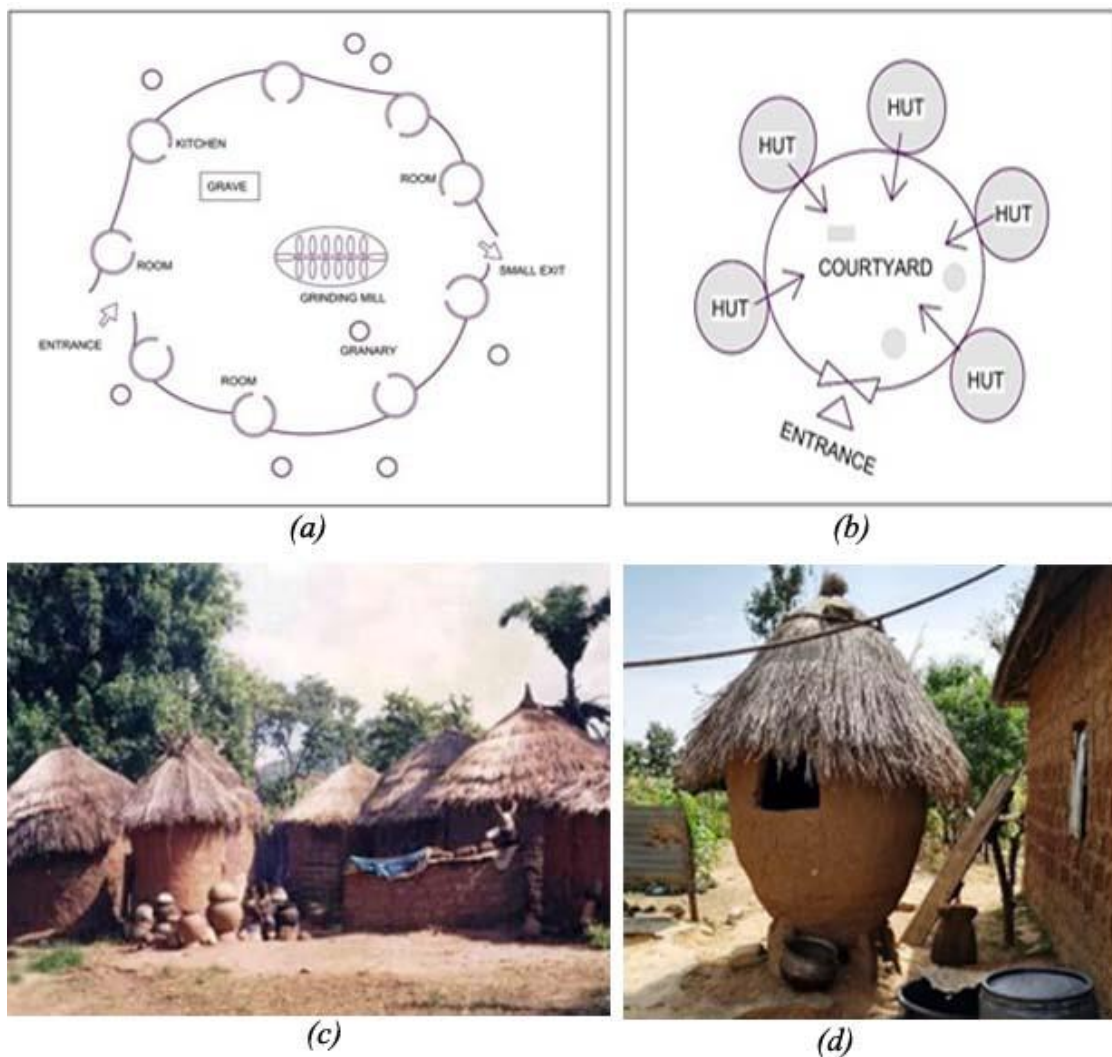 KITCHEN
GRAVE
ROOM
ROOM
SMALL EXIT
GRINDING MILL
ENTRANCE
GRANARY
ROOM
(a)
HUT
HUT
HUT
COURTYARD
HUT
HUT
ENTRANCE
(b)
(c)
(d)